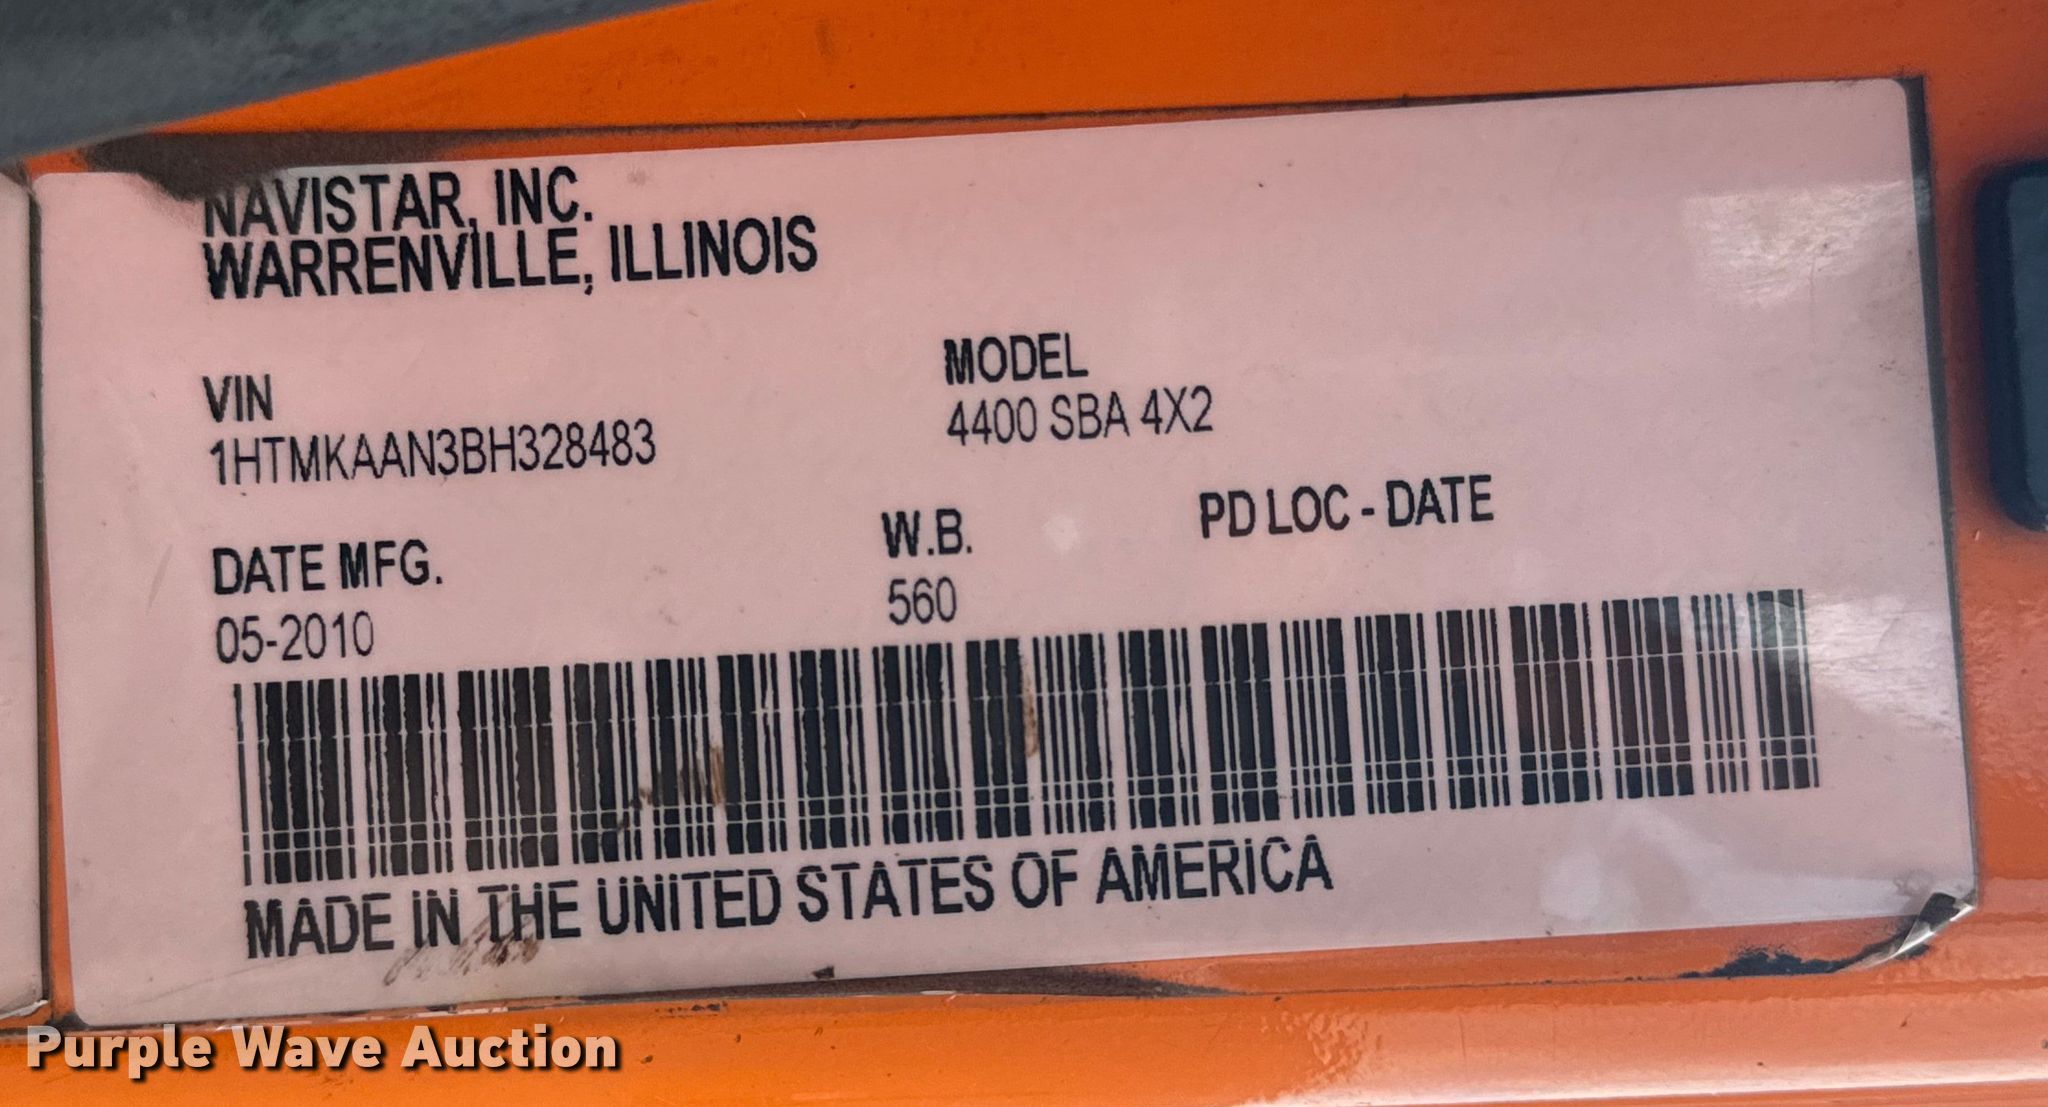 NAVISTAR, INC.
WARRENVILLE, ILLINOIS
VIN
1HTMKAAN3BH328483
MODEL
4400 SBA 4X2
DATE MFG.
05-2010
W.B.
560
PD LOC - DATE
MADE IN THE UNITED STATES OF AMERICA
Purple Wave Auction